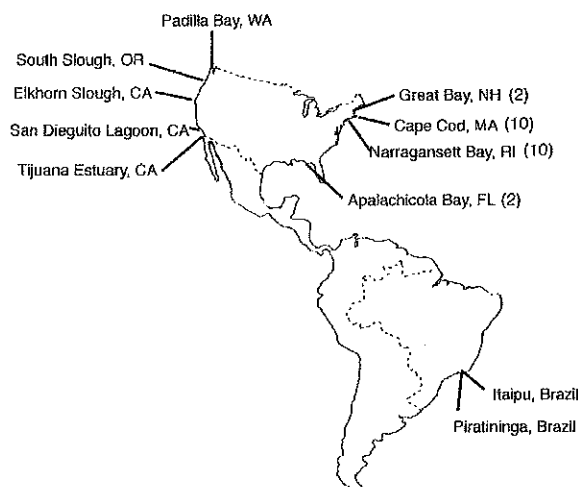 Padilla Bay, WA
South Slough, OR
Elkhorn Slough, CA
San Dieguito Lagoon, CA
Tijuana Estuary, CA
Great Bay, NH (2)
Cape Cod, MA (10)
Narragansett Bay, RI (10)
Apalachicola Bay, FL (2)
Itaipu, Brazil
Piratininga, Brazil